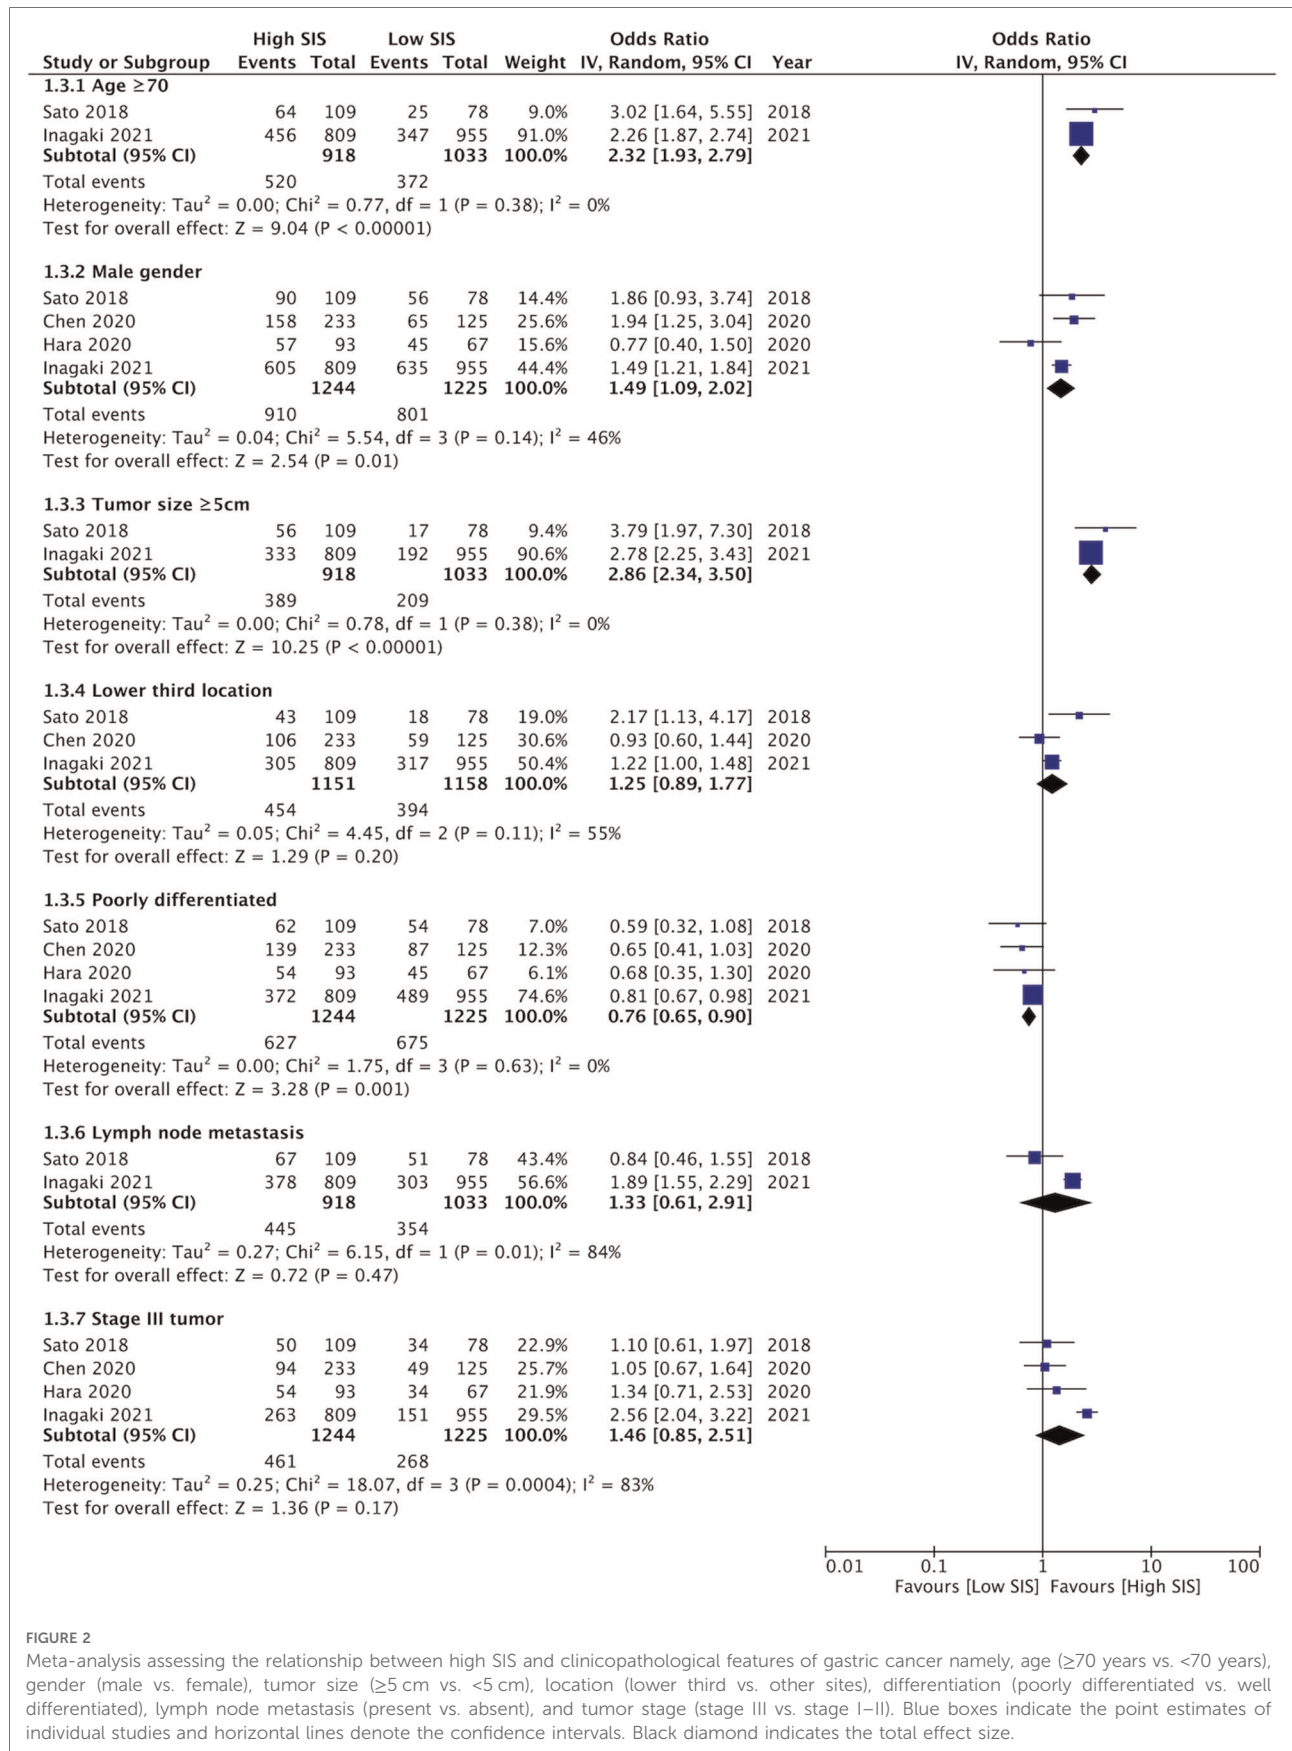 High SIS Low SIS Odds Ratio Odds Ratio
Study or Subgroup Events Total Events Total Weight IV, Random, 95% CI Year IV, Random, 95% CI
1.3.1 Age ≥70
Sato 2018 64 109 25 78 9.0% 3.02 [1.64, 5.55] 2018
Inagaki 2021 456 809 347 955 91.0% 2.26 [1.87, 2.74] 2021
Subtotal (95% CI) 918 1033 100.0% 2.32 [1.93, 2.79]
Total events 520 372
Heterogeneity: Tau² = 0.00; Chi² = 0.77, df = 1 (P = 0.38); I² = 0%
Test for overall effect: Z = 9.04 (P < 0.00001)
1.3.2 Male gender
Sato 2018 90 109 56 78 14.4% 1.86 [0.93, 3.74] 2018
Chen 2020 158 233 65 125 25.6% 1.94 [1.25, 3.04] 2020
Hara 2020 57 93 45 67 15.6% 0.77 [0.40, 1.50] 2020
Inagaki 2021 605 809 635 955 44.4% 1.49 [1.21, 1.84] 2021
Subtotal (95% CI) 1244 1225 100.0% 1.49 [1.09, 2.02]
Total events 910 801
Heterogeneity: Tau² = 0.04; Chi² = 5.54, df = 3 (P = 0.14); I² = 46%
Test for overall effect: Z = 2.54 (P = 0.01)
1.3.3 Tumor size ≥5cm
Sato 2018 56 109 17 78 9.4% 3.79 [1.97, 7.30] 2018
Inagaki 2021 333 809 192 955 90.6% 2.78 [2.25, 3.43] 2021
Subtotal (95% CI) 918 1033 100.0% 2.86 [2.34, 3.50]
Total events 389 209
Heterogeneity: Tau² = 0.00; Chi² = 0.78, df = 1 (P = 0.38); I² = 0%
Test for overall effect: Z = 10.25 (P < 0.00001)
1.3.4 Lower third location
Sato 2018 43 109 18 78 19.0% 2.17 [1.13, 4.17] 2018
Chen 2020 106 233 59 125 30.6% 0.93 [0.60, 1.44] 2020
Inagaki 2021 305 809 317 955 50.4% 1.22 [1.00, 1.48] 2021
Subtotal (95% CI) 1151 1158 100.0% 1.25 [0.89, 1.77]
Total events 454 394
Heterogeneity: Tau² = 0.05; Chi² = 4.45, df = 2 (P = 0.11); I² = 55%
Test for overall effect: Z = 1.29 (P = 0.20)
1.3.5 Poorly differentiated
Sato 2018 62 109 54 78 7.0% 0.59 [0.32, 1.08] 2018
Chen 2020 139 233 87 125 12.3% 0.65 [0.41, 1.03] 2020
Hara 2020 54 93 45 67 6.1% 0.68 [0.35, 1.30] 2020
Inagaki 2021 372 809 489 955 74.6% 0.81 [0.67, 0.98] 2021
Subtotal (95% CI) 1244 1225 100.0% 0.76 [0.65, 0.90]
Total events 627 675
Heterogeneity: Tau² = 0.00; Chi² = 1.75, df = 3 (P = 0.63); I² = 0%
Test for overall effect: Z = 3.28 (P = 0.001)
1.3.6 Lymph node metastasis
Sato 2018 67 109 51 78 43.4% 0.84 [0.46, 1.55] 2018
Inagaki 2021 378 809 303 955 56.6% 1.89 [1.55, 2.29] 2021
Subtotal (95% CI) 918 1033 100.0% 1.33 [0.61, 2.91]
Total events 445 354
Heterogeneity: Tau² = 0.27; Chi² = 6.15, df = 1 (P = 0.01); I² = 84%
Test for overall effect: Z = 0.72 (P = 0.47)
1.3.7 Stage III tumor
Sato 2018 50 109 34 78 22.9% 1.10 [0.61, 1.97] 2018
Chen 2020 94 233 49 125 25.7% 1.05 [0.67, 1.64] 2020
Hara 2020 54 93 34 67 21.9% 1.34 [0.71, 2.53] 2020
Inagaki 2021 263 809 151 955 29.5% 2.56 [2.04, 3.22] 2021
Subtotal (95% CI) 1244 1225 100.0% 1.46 [0.85, 2.51]
Total events 461 268
Heterogeneity: Tau² = 0.25; Chi² = 18.07, df = 3 (P = 0.0004); I² = 83%
Test for overall effect: Z = 1.36 (P = 0.17)
0.01 0.1 1 10 100
Favours [Low SIS] Favours [High SIS]
FIGURE 2
Meta-analysis assessing the relationship between high SIS and clinicopathological features of gastric cancer namely, age (≥70 years vs. <70 years),
gender (male vs. female), tumor size (≥5 cm vs. <5 cm), location (lower third vs. other sites), differentiation (poorly differentiated vs. well
differentiated), lymph node metastasis (present vs. absent), and tumor stage (stage III vs. stage I–II). Blue boxes indicate the point estimates of
individual studies and horizontal lines denote the confidence intervals. Black diamond indicates the total effect size.